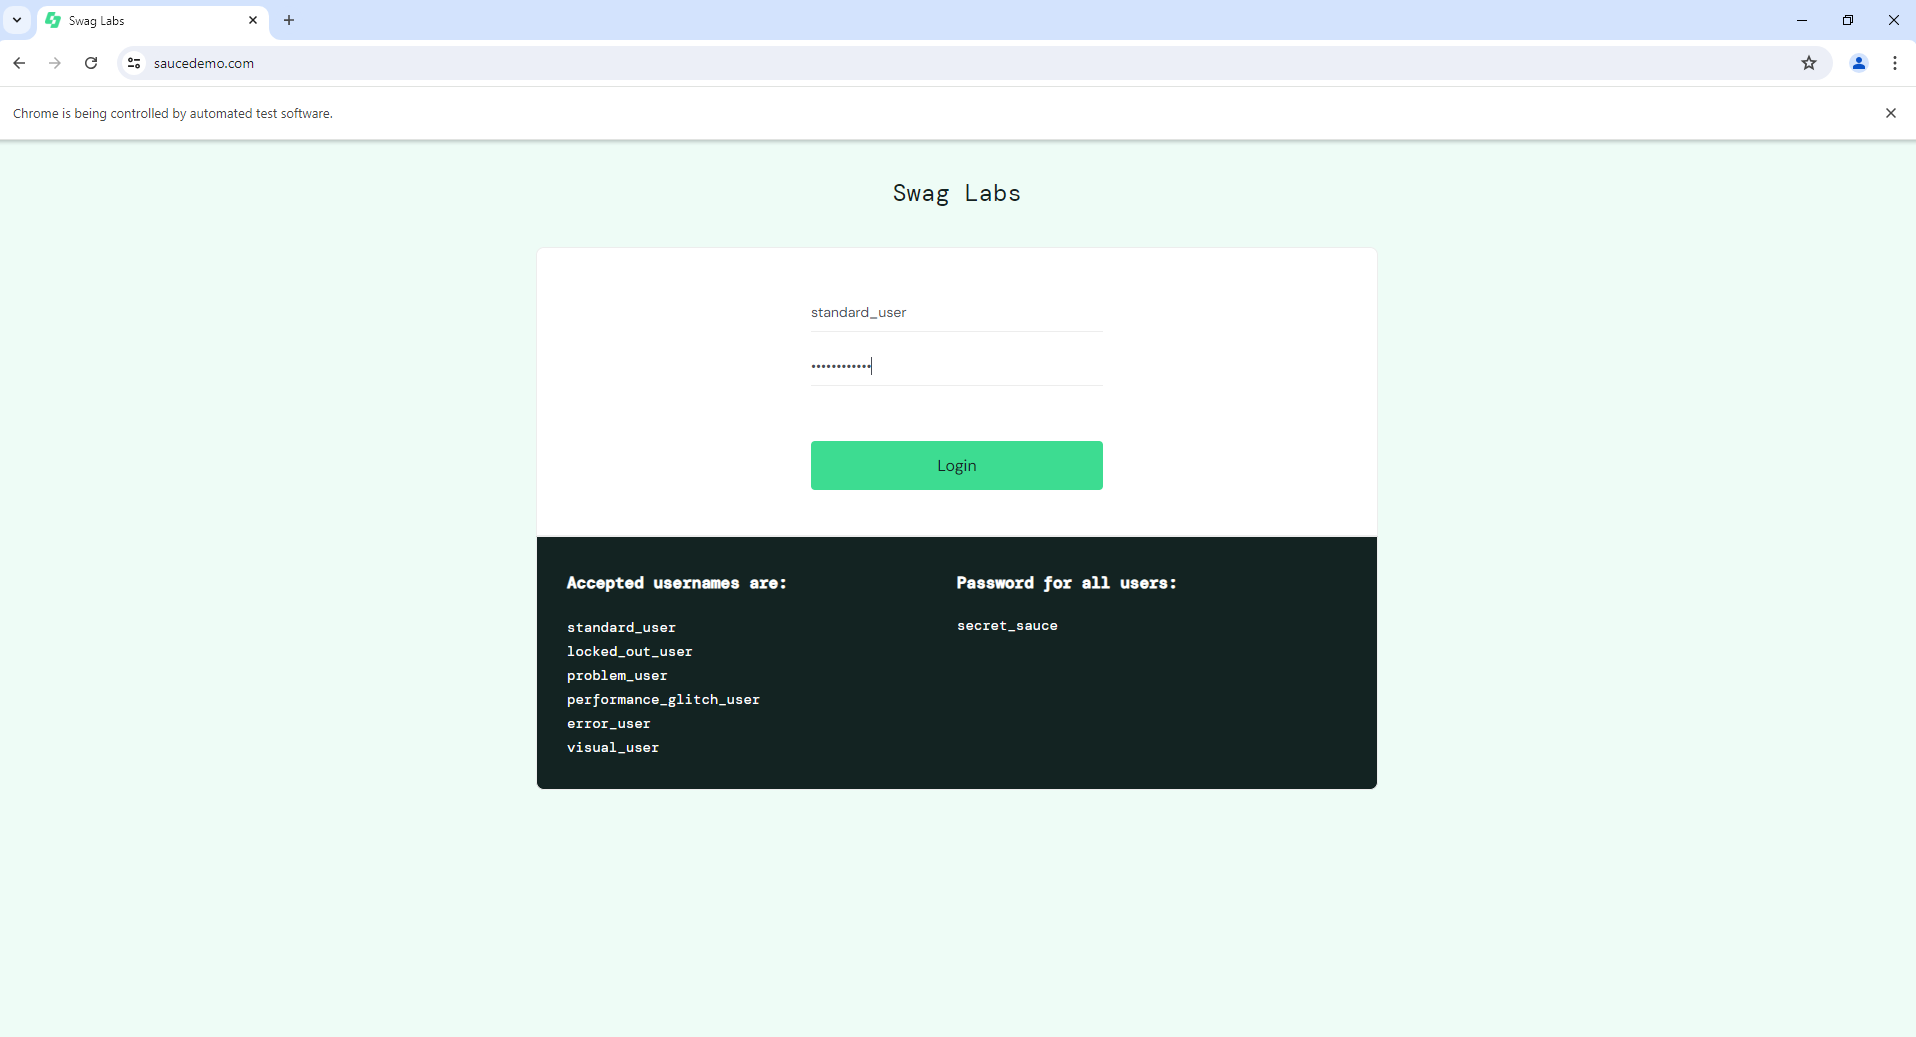 Swag Labs
saucedemo.com
Chrome is being controlled by automated test software.
Swag Labs
standard_user
••••••••••••
Login
Accepted usernames are:
standard_user
locked_out_user
problem_user
performance_glitch_user
error_user
visual_user
Password for all users:
secret_sauce